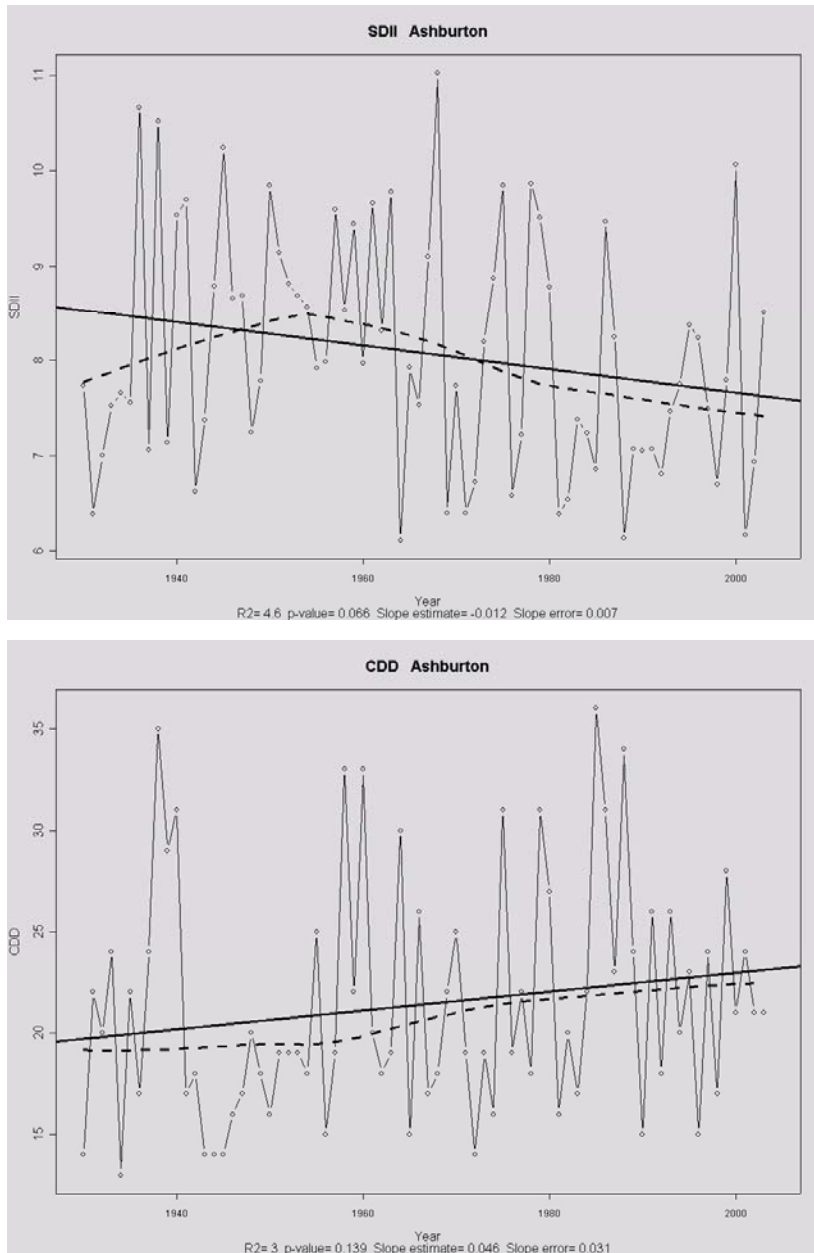 SDII Ashburton
11
10
9
8
7
6
SDII
1940 1960 1980 2000
Year
R2= 4.6 p-value= 0.066 Slope estimate= -0.012 Slope error= 0.007
CDD Ashburton
35
30
25
20
15
CDD
1940 1960 1980 2000
Year
R2= 3 p-value= 0.139 Slope estimate= 0.046 Slope error= 0.031